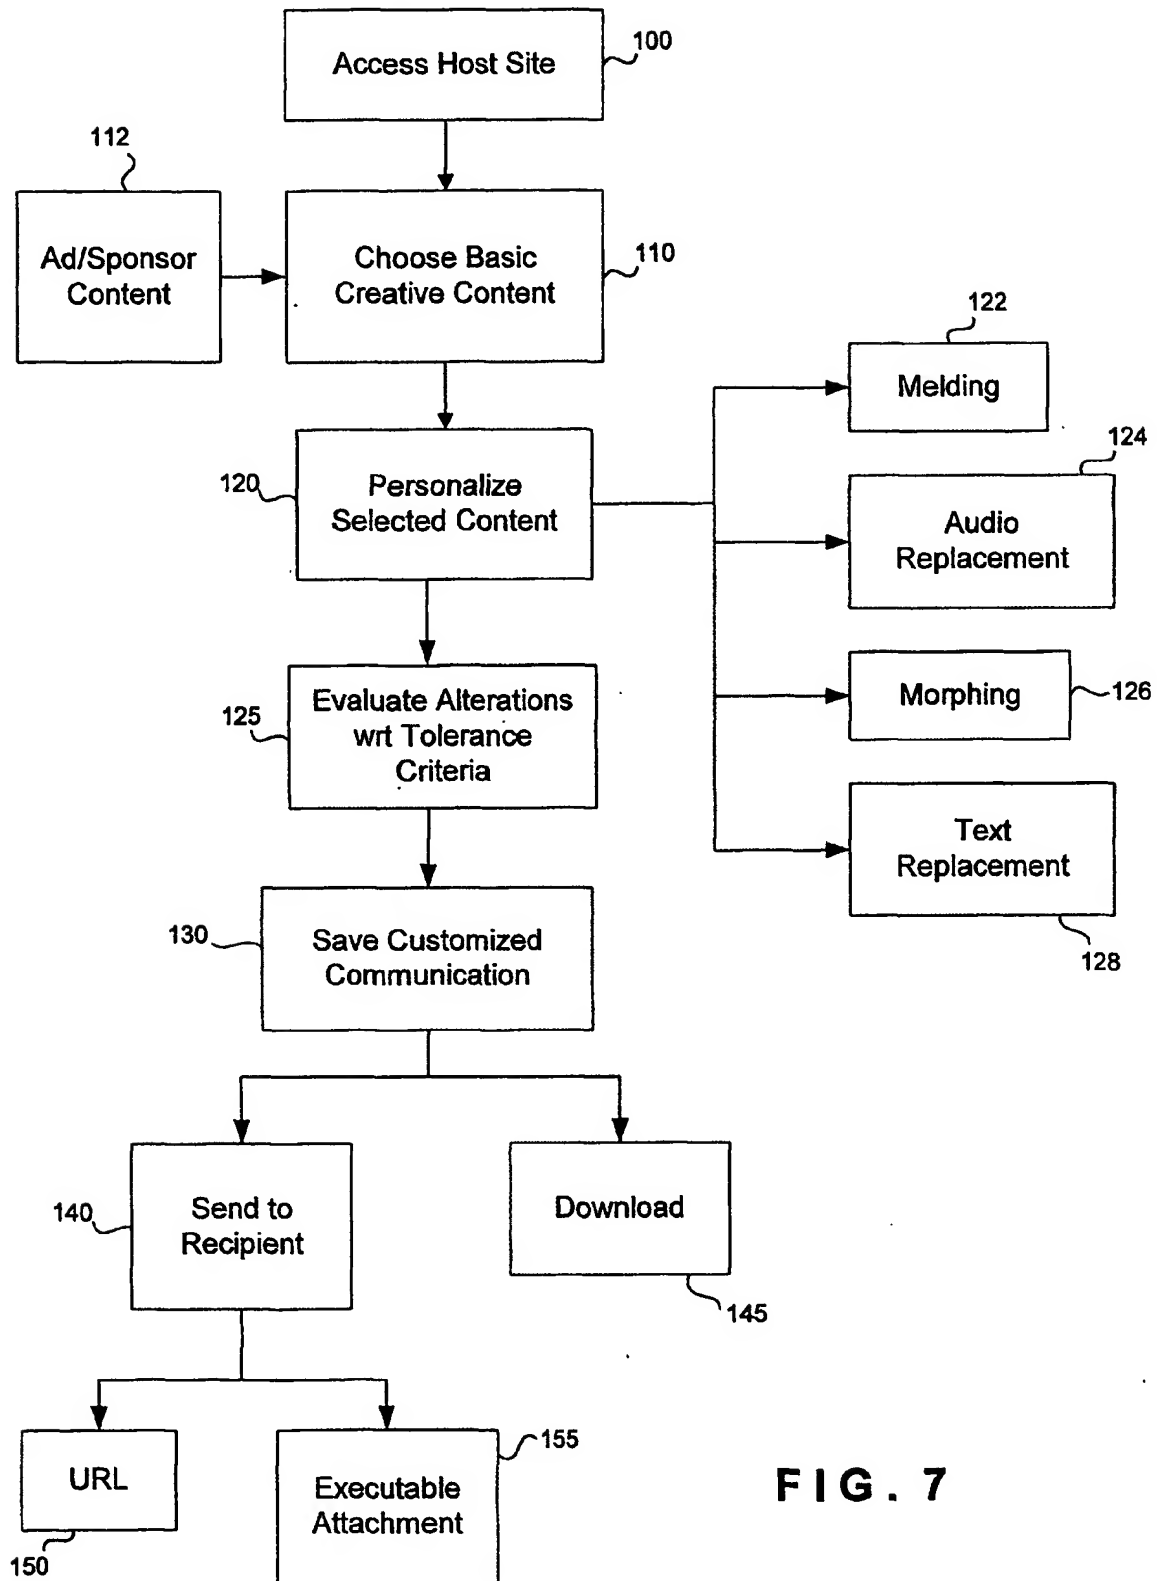 Access Host Site
100
112
Ad/Sponsor
Content
Choose Basic
Creative Content
110
122
Melding
120
Personalize
Selected Content
124
Audio
Replacement
Morphing
126
125
Evaluate Alterations
wrt Tolerance
Criteria
Text
Replacement
128
130
Save Customized
Communication
140
Send to
Recipient
Download
145
URL
150
155
Executable
Attachment
FIG. 7